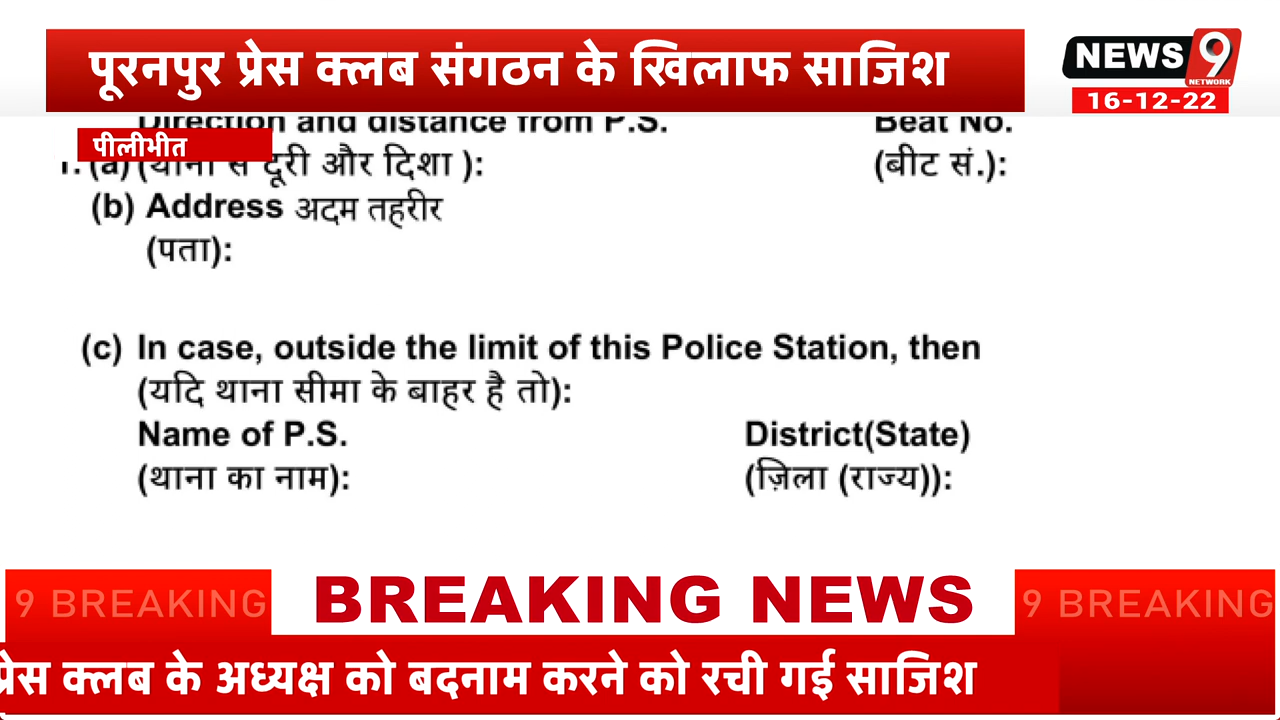 पूरनपुर प्रेस क्लब संगठन के खिलाफ साजिश
NEWS 9
NETWORK
16-12-22
Direction and distance from P.S.
Beat No.
पीलीभीत
1. (a) (थाना से दूरी और दिशा ):
(बीट सं.):
(b) Address अदम तहरीर
(पता):
(c) In case, outside the limit of this Police Station, then
(यदि थाना सीमा के बाहर है तो):
Name of P.S.
District(State)
(थाना का नाम):
(ज़िला (राज्य)):
9 BREAKING
BREAKING NEWS
9 BREAKING
प्रेस क्लब के अध्यक्ष को बदनाम करने को रची गई साजिश